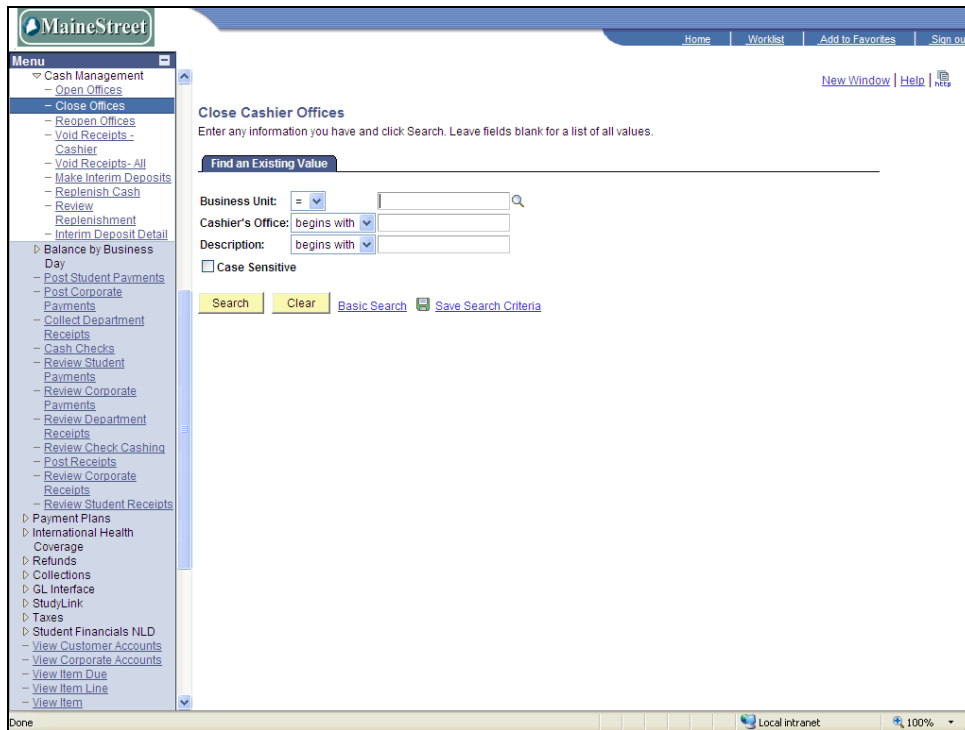 MaineStreet
Home
Worklist
Add to Favorites
Sign ou
Menu
Cash Management
Open Offices
Close Offices
Reopen Offices
Void Receipts -
Cashier
Void Receipts- All
Make Interim Deposits
Replenish Cash
Review
Replenishment
Interim Deposit Detail
Balance by Business
Day
Post Student Payments
Post Corporate
Payments
Collect Department
Receipts
Cash Checks
Review Student
Payments
Review Corporate
Payments
Review Department
Receipts
Review Check Cashing
Post Receipts
Review Corporate
Receipts
Review Student Receipts
Payment Plans
International Health
Coverage
Refunds
Collections
GL Interface
StudyLink
Taxes
Student Financials NLD
View Customer Accounts
View Corporate Accounts
View Item Due
View Item Line
View Item
New Window | Help | http
Close Cashier Offices
Enter any information you have and click Search. Leave fields blank for a list of all values.
Find an Existing Value
Business Unit: =
Cashier's Office: begins with
Description: begins with
Case Sensitive
Search Clear Basic Search Save Search Criteria
Done
Local intranet
100%